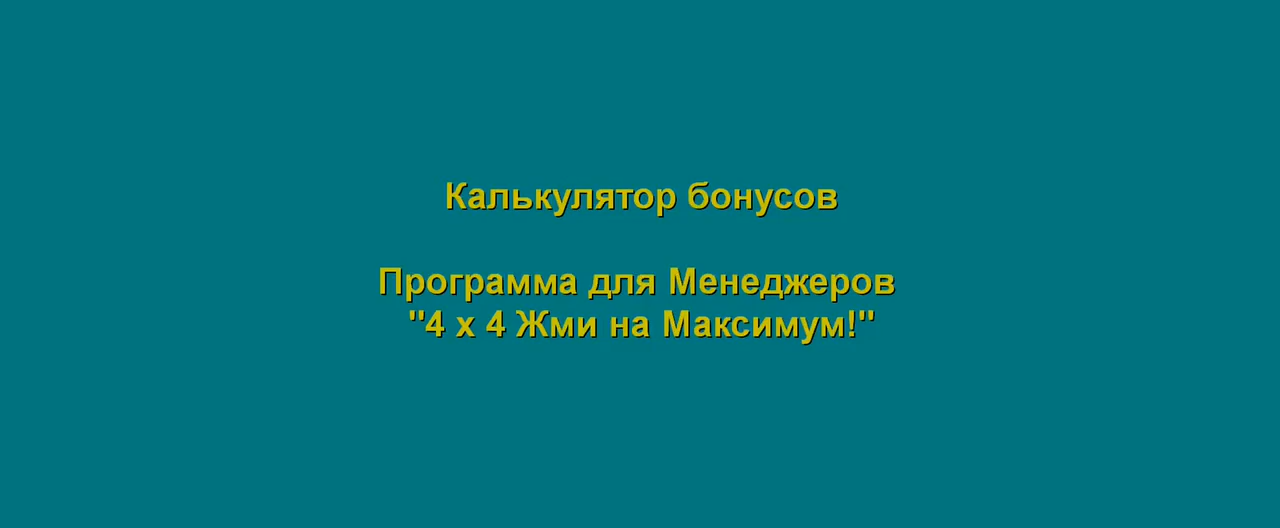 Калькулятор бонусов
Программа для Менеджеров
"4 х 4 Жми на Максимум!"